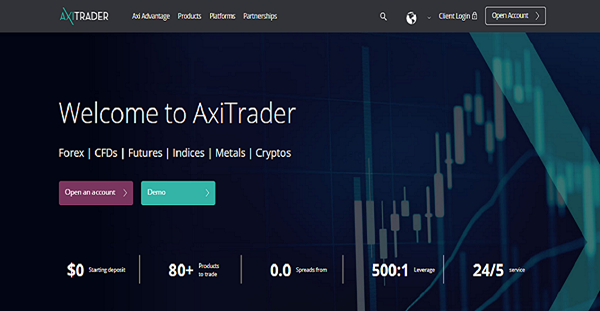 AXITRADER Axi Advantage Products Platforms Partnerships Client Login Open Account
Welcome to AxiTrader
Forex | CFDs | Futures | Indices | Metals | Cryptos
Open an account Demo
$0 Starting deposit 80+ Products to trade 0.0 Spreads from 500:1 Leverage 24/5 service